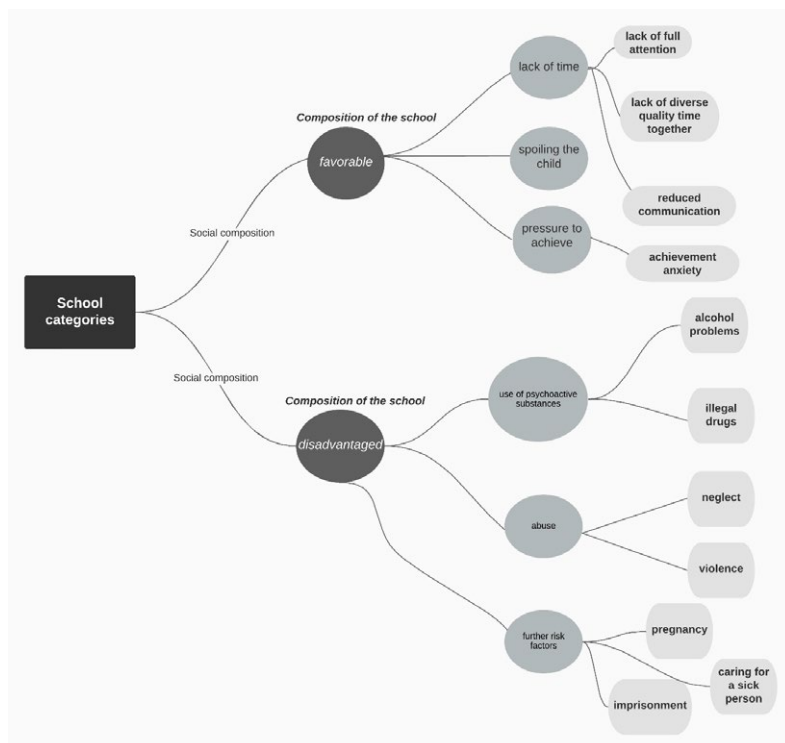 School
categories
Social composition
Composition of the school
favorable
lack of time
lack of full
attention
lack of diverse
quality time
together
reduced
communication
spoiling the
child
pressure to
achieve
achievement
anxiety
Social composition
Composition of the school
disadvantaged
use of psychoactive
substances
alcohol
problems
illegal
drugs
abuse
neglect
violence
further risk
factors
pregnancy
caring for
a sick
person
imprisonment